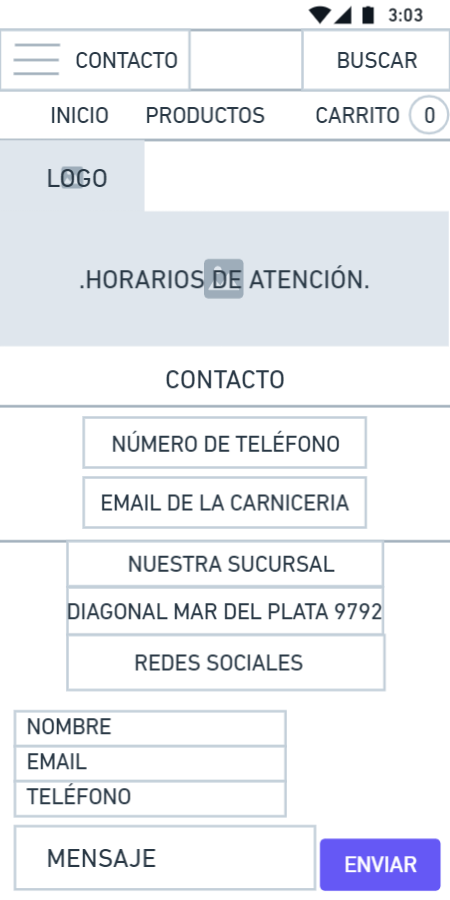 3:03
CONTACTO BUSCAR
INICIO PRODUCTOS CARRITO 0
LOGO
.HORARIOS DE ATENCIÓN.
CONTACTO
NÚMERO DE TELÉFONO
EMAIL DE LA CARNICERIA
NUESTRA SUCURSAL
DIAGONAL MAR DEL PLATA 9792
REDES SOCIALES
NOMBRE
EMAIL
TELÉFONO
MENSAJE
ENVIAR